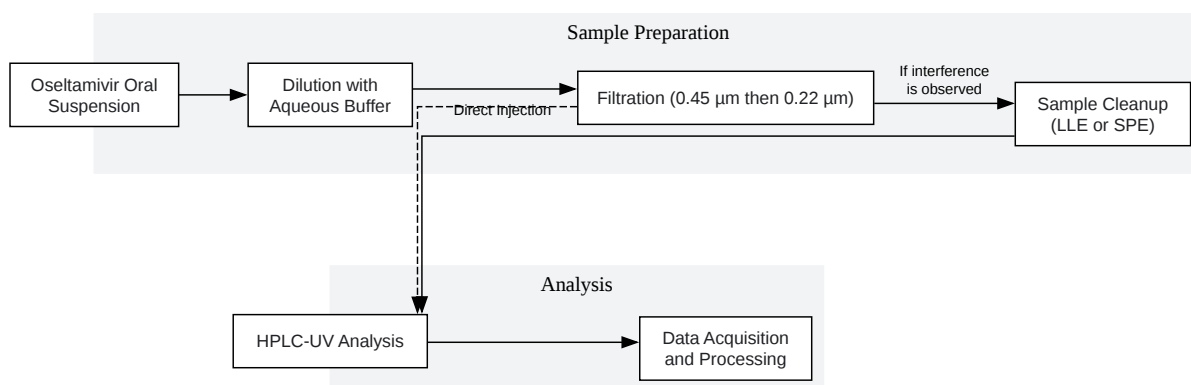 Sample Preparation
Oseltamivir Oral
Suspension
Dilution with
Aqueous Buffer
Direct Injection
Filtration (0.45 µm then 0.22 µm)
If interference
is observed
Sample Cleanup
(LLE or SPE)
Analysis
HPLC-UV Analysis
Data Acquisition
and Processing